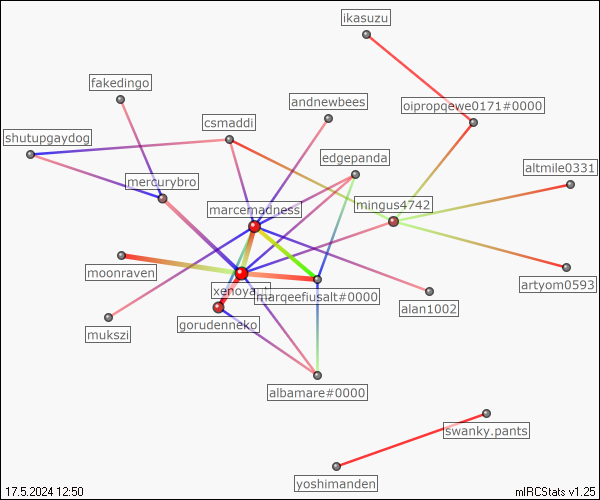 ikasuzu
fakedingo
andnewbees
oipropqewe0171#0000
csmaddi
shutupgaydog
edgepanda
altmile0331
mercurybro
marcemadness
mingus4742
moonraven
artyom0593
marqeefiusalt#0000
alan1002
gorudenneko
mukszi
albamare#0000
swanky.pants
yoshimanden
17.5.2024 12:50
mIRCStats v1.25